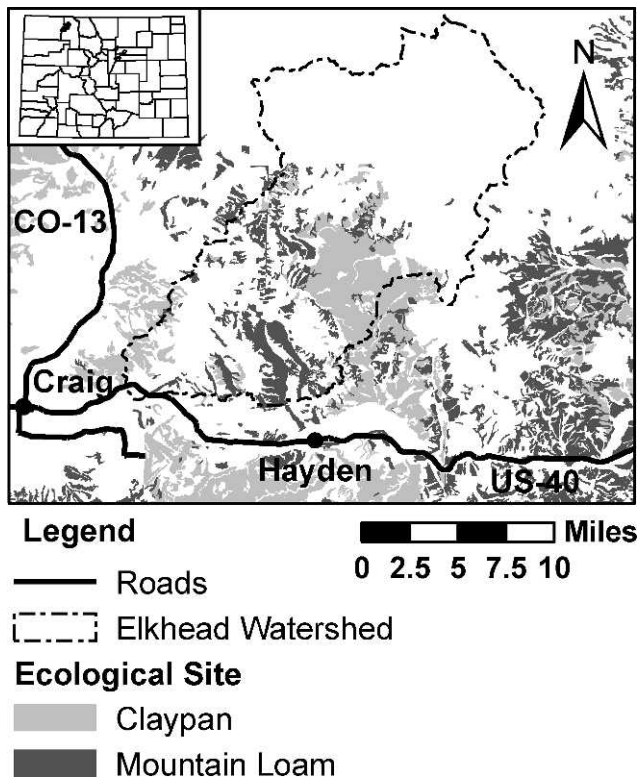 N
CO-13
Craig
Hayden
US-40
Legend
Miles
0 2.5 5 7.5 10
Roads
Elkhead Watershed
Ecological Site
Claypan
Mountain Loam